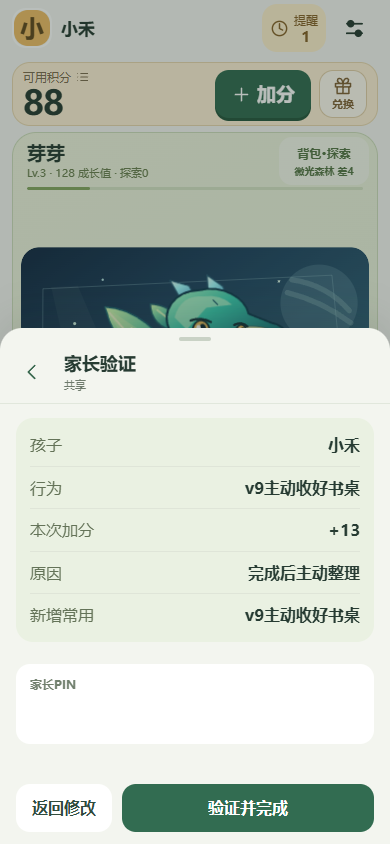 小 小禾
提醒
1
可用积分
88
+ 加分
兑换
芽芽
Lv.3 · 128 成长值 · 探索0
背包•探索
微光森林 差4
家长验证
共享
孩子 小禾
行为 v9主动收好书桌
本次加分 +13
原因 完成后主动整理
新增常用 v9主动收好书桌
家长PIN
返回修改 验证并完成